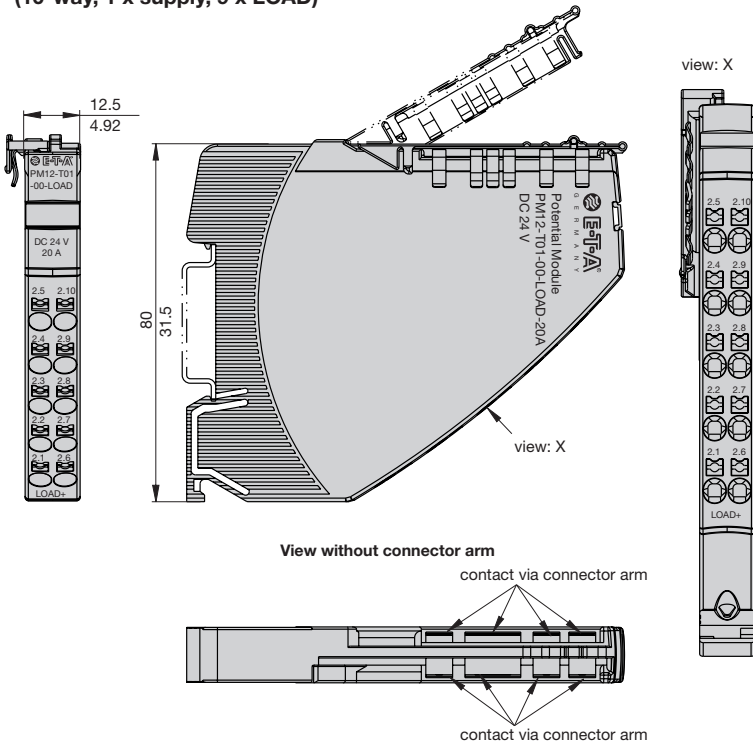 (10-way, 1 x supply, 9 x LOAD)
view: X
12.5
4.92
E-T-A
PM12-T01
-00-LOAD
DC 24 V
20 A
2.5 2.10
2.4 2.9
2.3 2.8
2.2 2.7
2.1 2.6
LOAD+
80
31.5
E-T-A®
GERMANY
Potential Module
PM12-T01-00-LOAD-20A
DC 24 V
view: X
2.5 2.10
2.4 2.9
2.3 2.8
2.2 2.7
2.1 2.6
LOAD+
View without connector arm
contact via connector arm
contact via connector arm